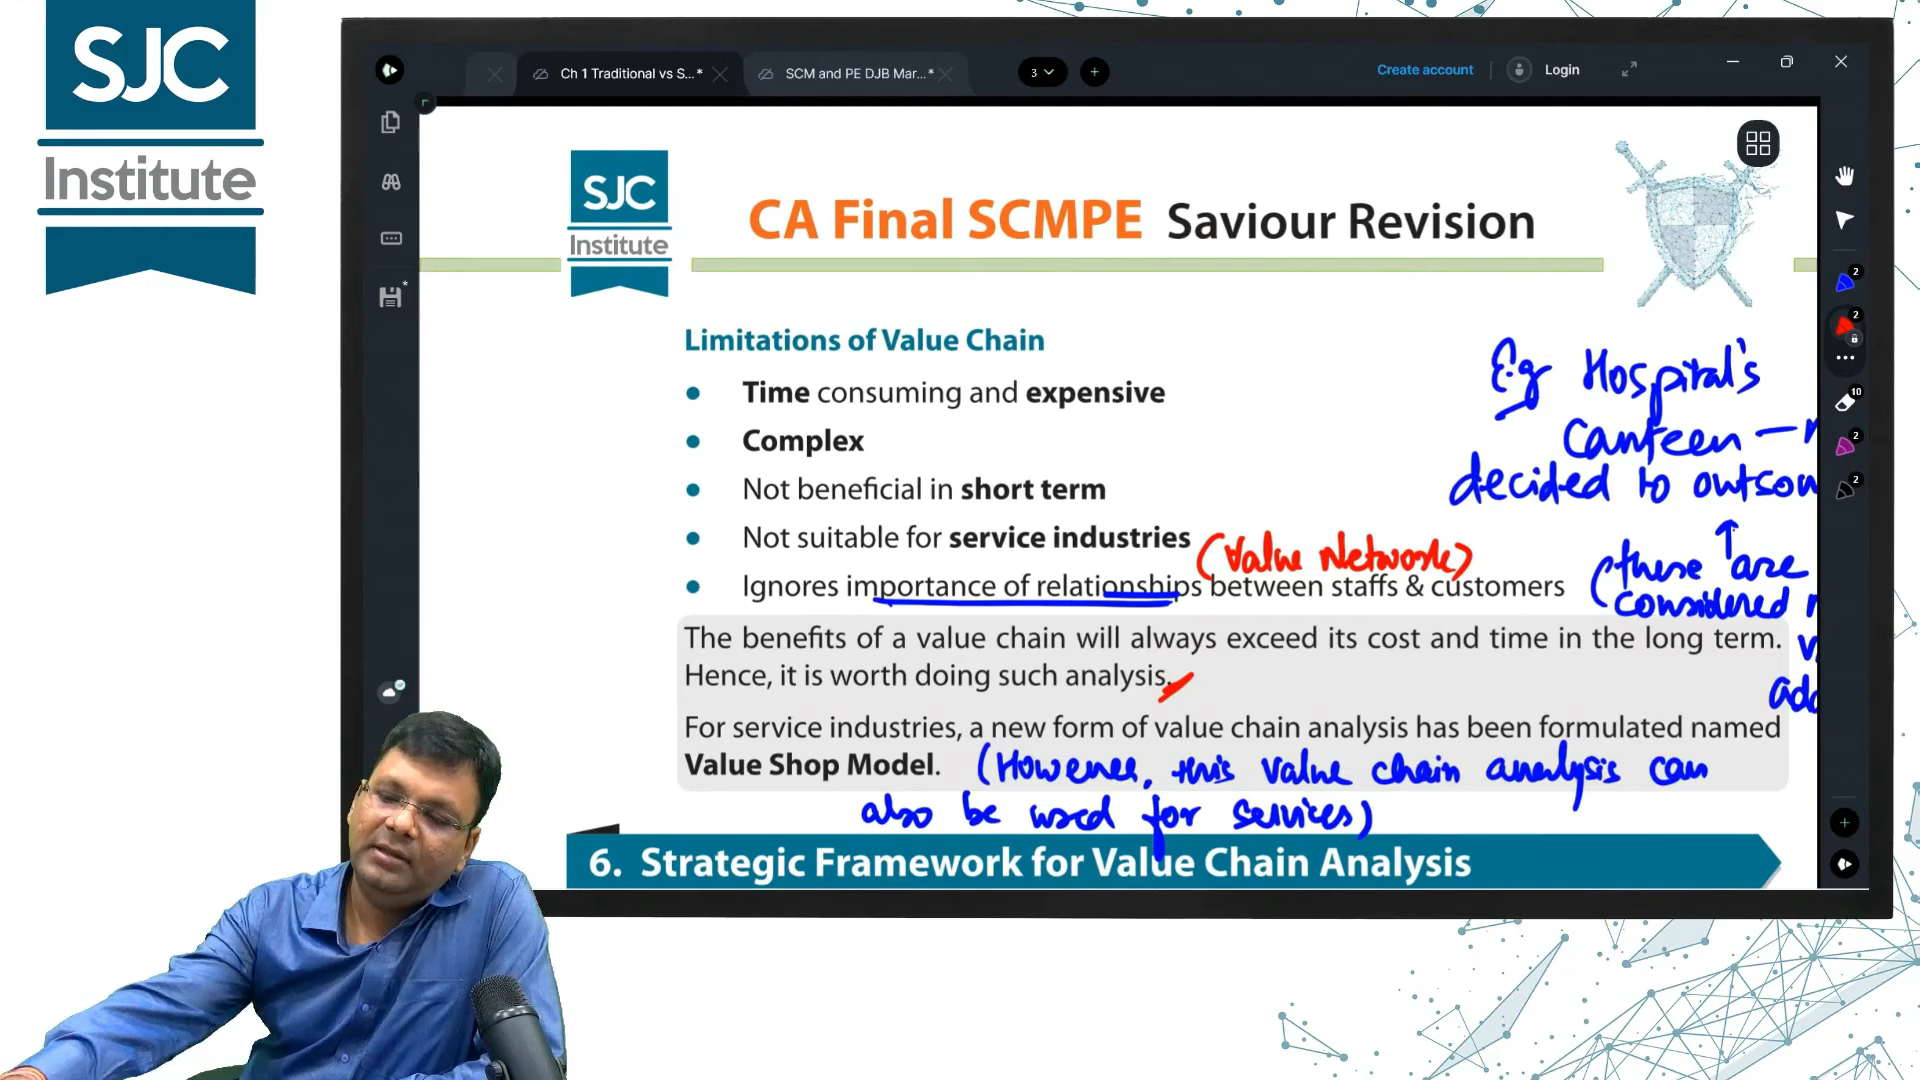 SJC
Institute
Ch 1 Traditional vs S...*
SCM and PE DJB Mar...*
3
Create account
Login
SJC
Institute
CA Final SCMPE Saviour Revision
Limitations of Value Chain
Time consuming and expensive
Complex
Not beneficial in short term
Not suitable for service industries
(Value Network)
Ignores importance of relationships between staffs & customers
E.g Hospital's
Canteen –
decided to outsou
(these are
considered
The benefits of a value chain will always exceed its cost and time in the long term.
Hence, it is worth doing such analysis.
For service industries, a new form of value chain analysis has been formulated named
Value Shop Model. (However, this value chain analysis can
also be used for services)
6. Strategic Framework for Value Chain Analysis
2
2
10
2
2